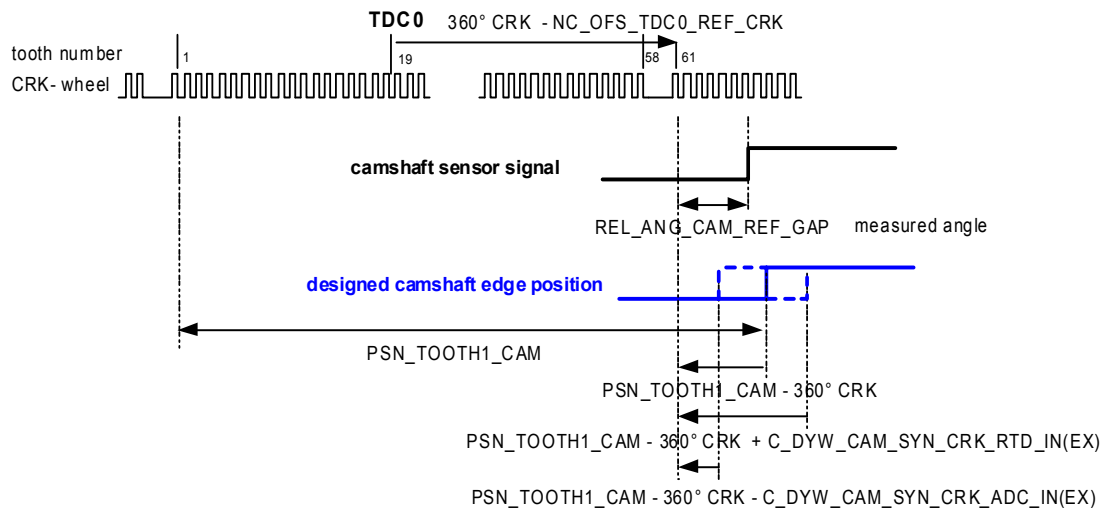 TDC0 360° CRK - NC_OFS_TDC0_REF_CRK
tooth number
1
19
58
61
CRK- wheel
camshaft sensor signal
REL_ANG_CAM_REF_GAP measured angle
designed camshaft edge position
PSN_TOOTH1_CAM
PSN_TOOTH1_CAM - 360° CRK
PSN_TOOTH1_CAM - 360° CRK + C_DYW_CAM_SYN_CRK_RTD_IN(EX)
PSN_TOOTH1_CAM - 360° CRK - C_DYW_CAM_SYN_CRK_ADC_IN(EX)